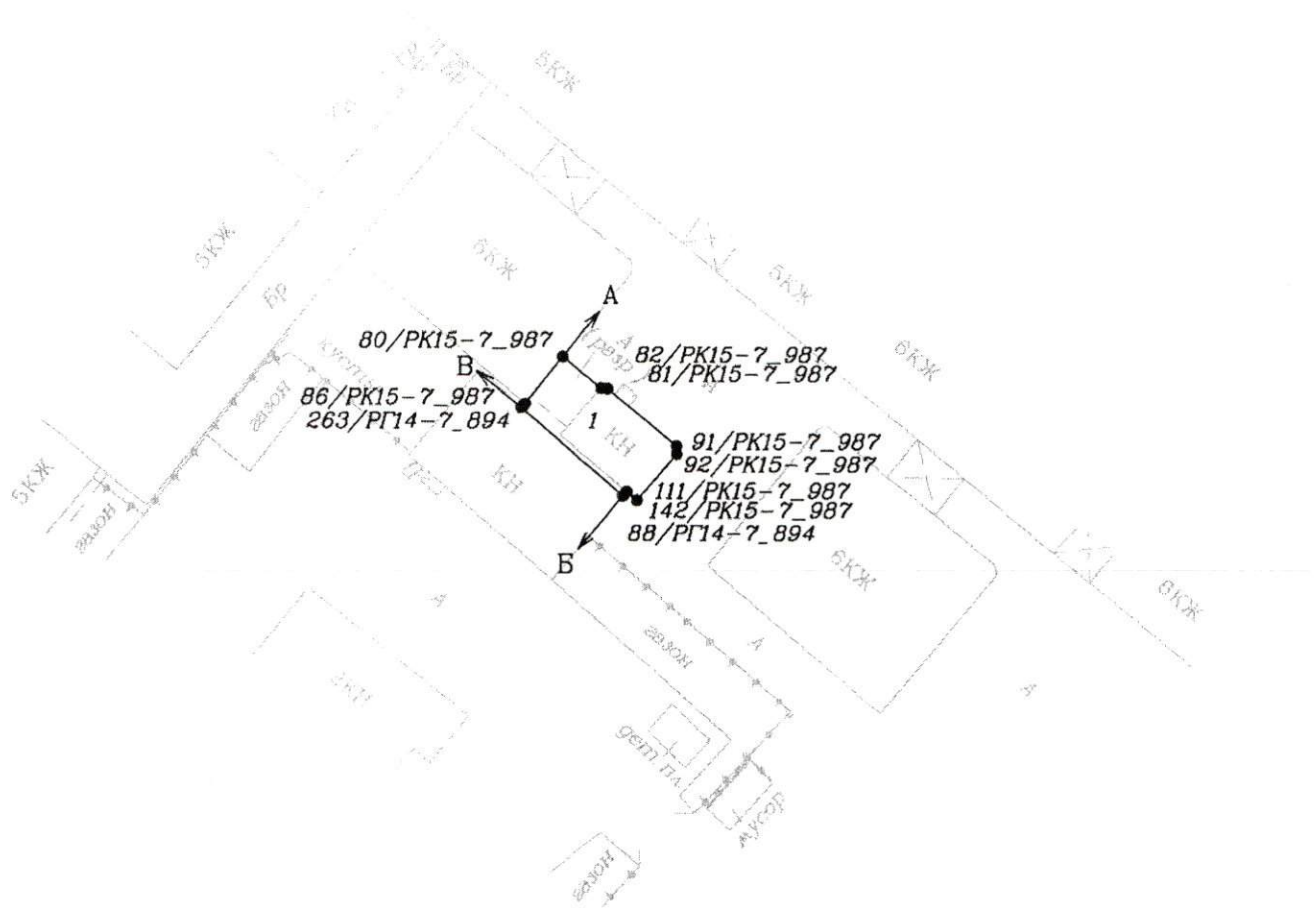 5КЖ
5КЖ
6КЖ
5КЖ
Бр
А
80/РК15-7_987
А
разр
82/РК15-7_987
81/РК15-7_987
6КЖ
В
86/РК15-7_987
263/РГ14-7_894
1
КН
91/РК15-7_987
92/РК15-7_987
газон
КН
111/РК15-7_987
142/РК15-7_987
88/РГ14-7_894
5КЖ
газон
Б
6КЖ
6КЖ
А
газон
А
А
дет.пл.
мусор
газон